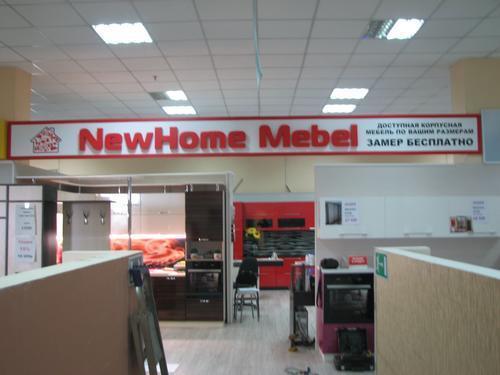 NewHome Mebel
ДОСТУПНАЯ КОРПУСНАЯ
МЕБЕЛЬ ПО ВАШИМ РАЗМЕРАМ
ЗАМЕР БЕСПЛАТНО